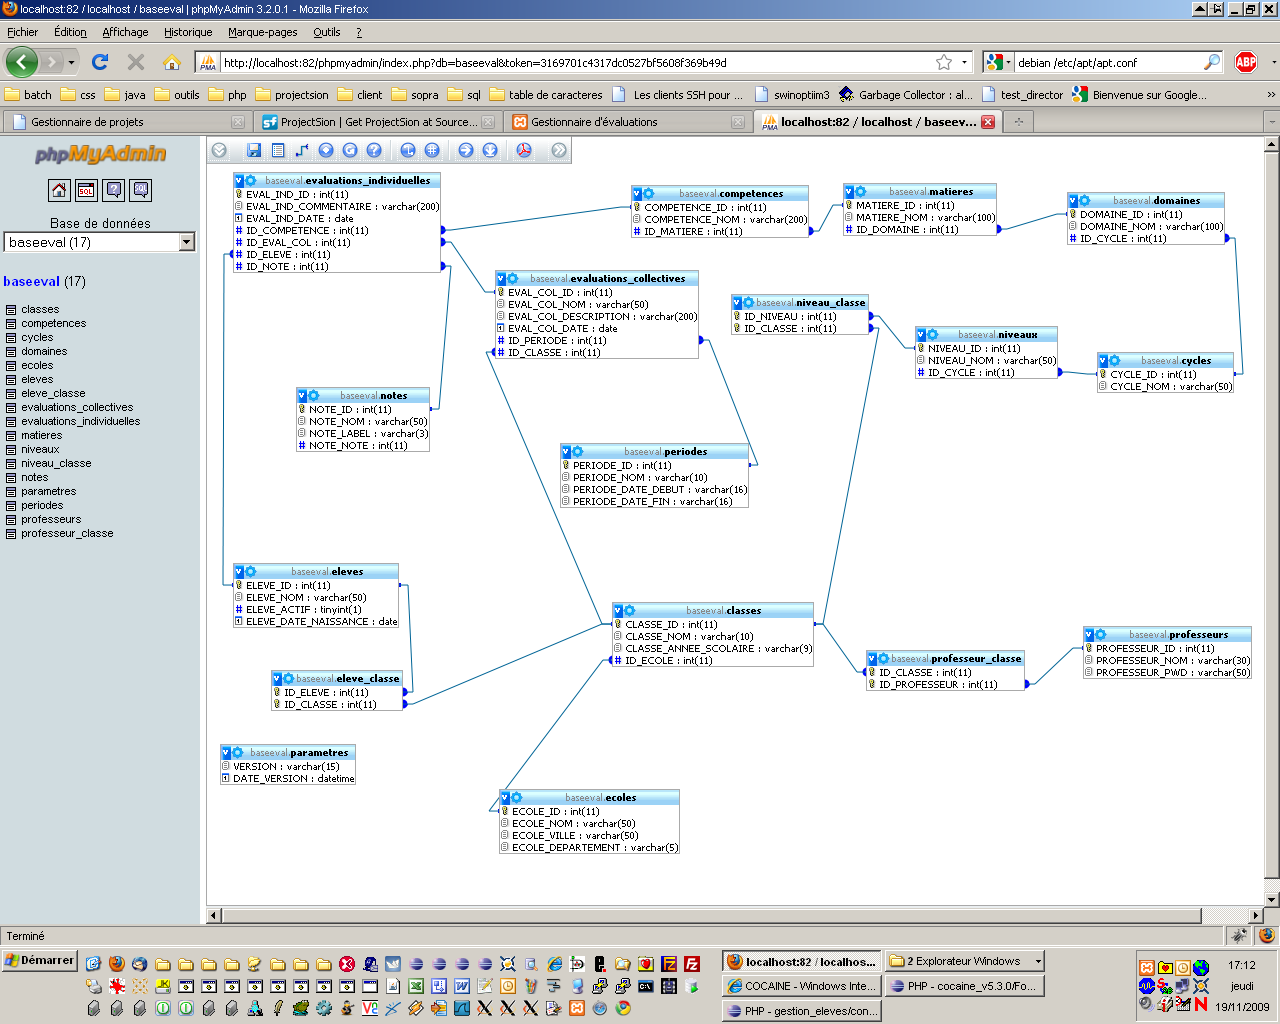 localhost:82 / localhost / baseeval | phpMyAdmin 3.2.0.1 - Mozilla Firefox
Fichier Édition Affichage Historique Marque-pages Outils ?
http://localhost:82/phpmyadmin/index.php?db=baseeval&token=3169701c4317dc0527bf5608f369b49d
debian /etc/apt/apt.conf
ABP
batch css java outils php projectsion client sopra sql table de caracteres Les clients SSH pour ... swinoptiim3 Garbage Collector : al... test_director Bienvenue sur Google... »
Gestionnaire de projets
ProjectSion | Get ProjectSion at Source...
Gestionnaire d'évaluations
localhost:82 / localhost / baseev...
phpMyAdmin
Base de données
baseeval (17)
baseeval (17)
classes
competences
cycles
domaines
ecoles
eleves
eleve_classe
evaluations_collectives
evaluations_individuelles
matieres
niveaux
niveau_classe
notes
parametres
periodes
professeurs
professeur_classe
baseeval.evaluations_individuelles
EVAL_IND_ID : int(11)
EVAL_IND_COMMENTAIRE : varchar(200)
EVAL_IND_DATE : date
ID_COMPETENCE : int(11)
ID_EVAL_COL : int(11)
ID_ELEVE : int(11)
ID_NOTE : int(11)
baseeval.competences
COMPETENCE_ID : int(11)
COMPETENCE_NOM : varchar(200)
ID_MATIERE : int(11)
baseeval.matieres
MATIERE_ID : int(11)
MATIERE_NOM : varchar(100)
ID_DOMAINE : int(11)
baseeval.domaines
DOMAINE_ID : int(11)
DOMAINE_NOM : varchar(100)
ID_CYCLE : int(11)
baseeval.evaluations_collectives
EVAL_COL_ID : int(11)
EVAL_COL_NOM : varchar(50)
EVAL_COL_DESCRIPTION : varchar(200)
EVAL_COL_DATE : date
ID_PERIODE : int(11)
ID_CLASSE : int(11)
baseeval.niveau_classe
ID_NIVEAU : int(11)
ID_CLASSE : int(11)
baseeval.niveaux
NIVEAU_ID : int(11)
NIVEAU_NOM : varchar(50)
ID_CYCLE : int(11)
baseeval.cycles
CYCLE_ID : int(11)
CYCLE_NOM : varchar(50)
baseeval.notes
NOTE_ID : int(11)
NOTE_NOM : varchar(50)
NOTE_LABEL : varchar(3)
NOTE_NOTE : int(11)
baseeval.periodes
PERIODE_ID : int(11)
PERIODE_NOM : varchar(10)
PERIODE_DATE_DEBUT : varchar(16)
PERIODE_DATE_FIN : varchar(16)
baseeval.eleves
ELEVE_ID : int(11)
ELEVE_NOM : varchar(50)
ELEVE_ACTIF : tinyint(1)
ELEVE_DATE_NAISSANCE : date
baseeval.classes
CLASSE_ID : int(11)
CLASSE_NOM : varchar(10)
CLASSE_ANNEE_SCOLAIRE : varchar(9)
ID_ECOLE : int(11)
baseeval.professeurs
PROFESSEUR_ID : int(11)
PROFESSEUR_NOM : varchar(30)
PROFESSEUR_PWD : varchar(50)
baseeval.professeur_classe
ID_CLASSE : int(11)
ID_PROFESSEUR : int(11)
baseeval.eleve_classe
ID_ELEVE : int(11)
ID_CLASSE : int(11)
baseeval.parametres
VERSION : varchar(15)
DATE_VERSION : datetime
baseeval.ecoles
ECOLE_ID : int(11)
ECOLE_NOM : varchar(50)
ECOLE_VILLE : varchar(50)
ECOLE_DEPARTEMENT : varchar(5)
Terminé
Démarrer
localhost:82 / localhos...
2 Explorateur Windows
COCAINE - Windows Inte...
PHP - cocaine_v5.3.0/Fo...
PHP - gestion_eleves/con...
17:12
jeudi
19/11/2009